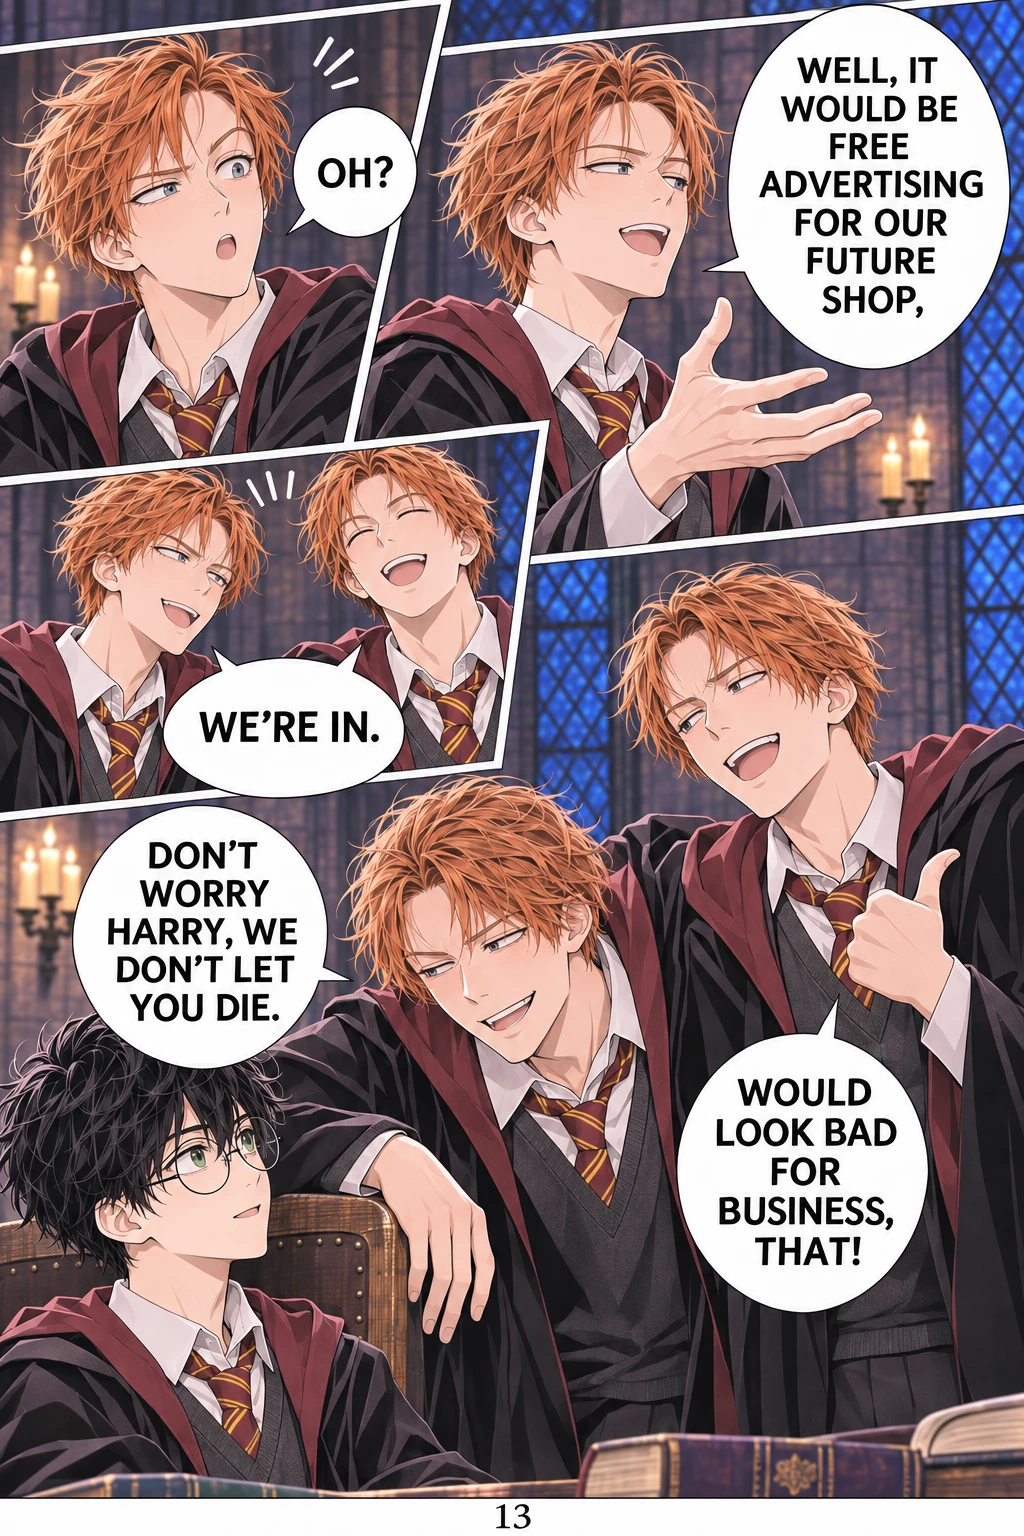 OH?
WELL, IT
WOULD BE
FREE
ADVERTISING
FOR OUR
FUTURE
SHOP,
WE'RE IN.
DON'T
WORRY
HARRY, WE
DON'T LET
YOU DIE.
WOULD
LOOK BAD
FOR
BUSINESS,
THAT!
13